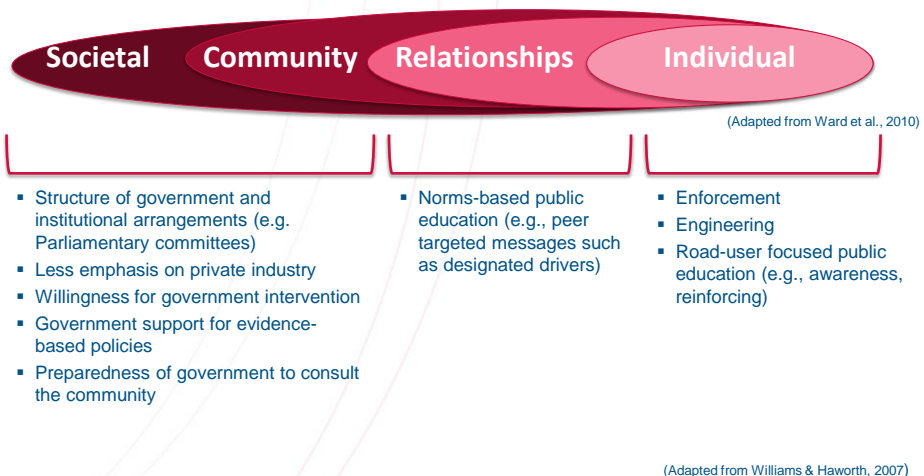 Societal Community Relationships Individual
(Adapted from Ward et al., 2010)
▪ Structure of government and
institutional arrangements (e.g.
Parliamentary committees)
▪ Less emphasis on private industry
▪ Willingness for government intervention
▪ Government support for evidence-
based policies
▪ Preparedness of government to consult
the community
▪ Norms-based public
education (e.g., peer
targeted messages such
as designated drivers)
▪ Enforcement
▪ Engineering
▪ Road-user focused public
education (e.g., awareness,
reinforcing)
(Adapted from Williams & Haworth, 2007)